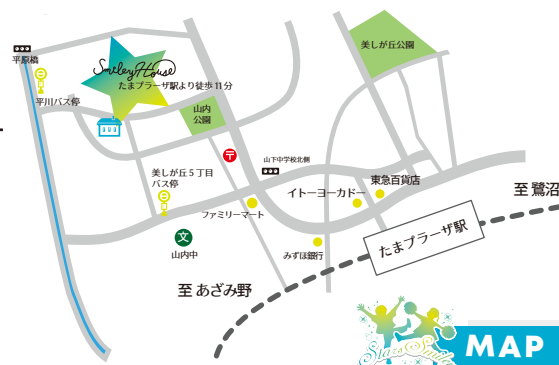 平原橋
平川バス停
Smiley House
たまプラーザ駅より徒歩11分
山内
公園
美しが丘公園
〒
山下中学校北側
美しが丘5丁目
バス停
イトーヨーカドー
東急百貨店
至 鷺沼
ファミリーマート
文
山内中
みずほ銀行
たまプラーザ駅
至 あざみ野
Stars Smiley
MAP